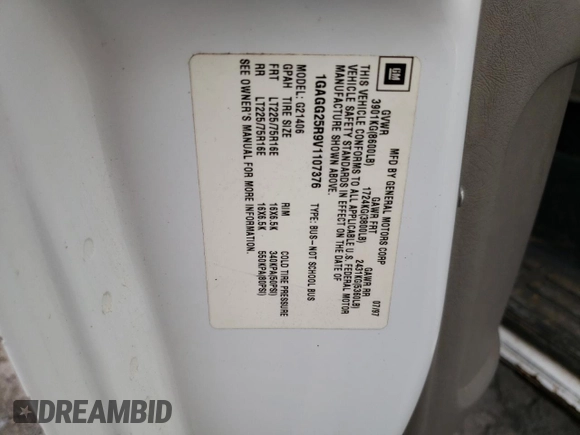 GM
MFD BY GENERAL MOTORS CORP 07/97
GVWR GAWR FRT GAWR RR
3901KG(8600LB) 1724KG(3800LB) 2431KG(5360LB)
THIS VEHICLE CONFORMS TO ALL APPLICABLE U.S. FEDERAL MOTOR
VEHICLE SAFETY STANDARDS IN EFFECT ON THE DATE OF
MANUFACTURE SHOWN ABOVE.
1GAGG25R9V1107376 TYPE: BUS-NOT SCHOOL BUS
MODEL: G21406
GPAH TIRE SIZE RIM COLD TIRE PRESSURE
FRT LT225/75R16E 16X6.5K 340KPA(50PSI)
RR LT225/75R16E 16X6.5K 550KPA(80PSI)
SEE OWNER'S MANUAL FOR MORE INFORMATION.
DREAMBID